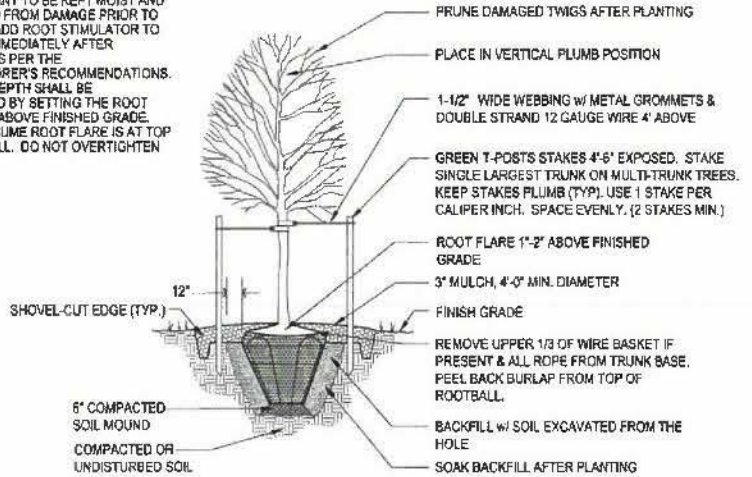 NT TO BE KEPT MOIST AND
FROM DAMAGE PRIOR TO
ADD ROOT STIMULATOR TO
MEDIATELY AFTER
S PER THE
RER'S RECOMMENDATIONS.
EPTH SHALL BE
D BY SETTING THE ROOT
ABOVE FINISHED GRADE.
UME ROOT FLARE IS AT TOP
LL. DO NOT OVERTIGHTEN
PRUNE DAMAGED TWIGS AFTER PLANTING
PLACE IN VERTICAL PLUMB POSITION
1-1/2" WIDE WEBBING w/ METAL GROMMETS &
DOUBLE STRAND 12 GAUGE WIRE 4' ABOVE
GREEN T-POSTS STAKES 4'-6" EXPOSED. STAKE
SINGLE LARGEST TRUNK ON MULTI-TRUNK TREES.
KEEP STAKES PLUMB (TYP). USE 1 STAKE PER
CALIPER INCH. SPACE EVENLY. (2 STAKES MIN.)
ROOT FLARE 1"-2" ABOVE FINISHED
GRADE
12"
3" MULCH, 4'-0" MIN. DIAMETER
SHOVEL-CUT EDGE (TYP.)
FINISH GRADE
REMOVE UPPER 1/3 OF WIRE BASKET IF
PRESENT & ALL ROPE FROM TRUNK BASE.
PEEL BACK BURLAP FROM TOP OF
ROOTBALL.
6" COMPACTED
SOIL MOUND
BACKFILL w/ SOIL EXCAVATED FROM THE
HOLE
COMPACTED OR
UNDISTURBED SOIL
SOAK BACKFILL AFTER PLANTING